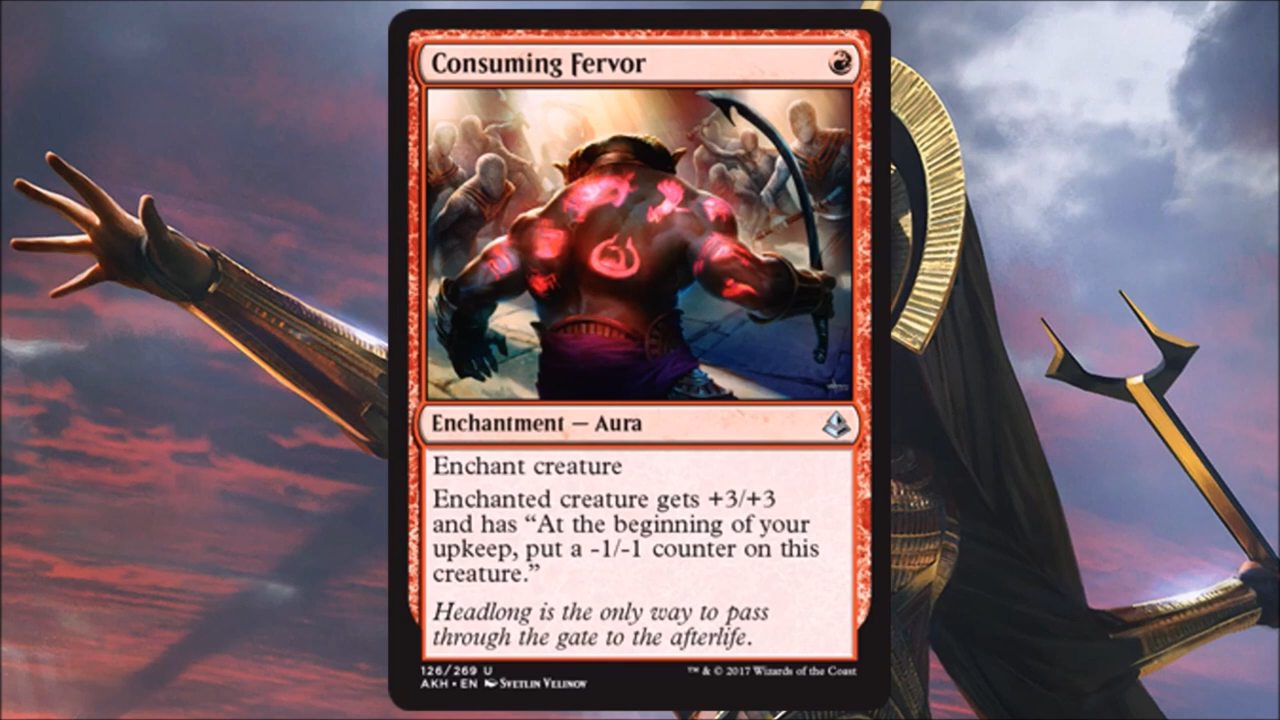 Consuming Fervor
Enchantment — Aura
Enchant creature
Enchanted creature gets +3/+3
and has “At the beginning of your
upkeep, put a -1/-1 counter on this
creature.”
Headlong is the only way to pass
through the gate to the afterlife.
126/269 U
™ & © 2017 Wizards of the Coast
AKH • EN Svetlin Velinov